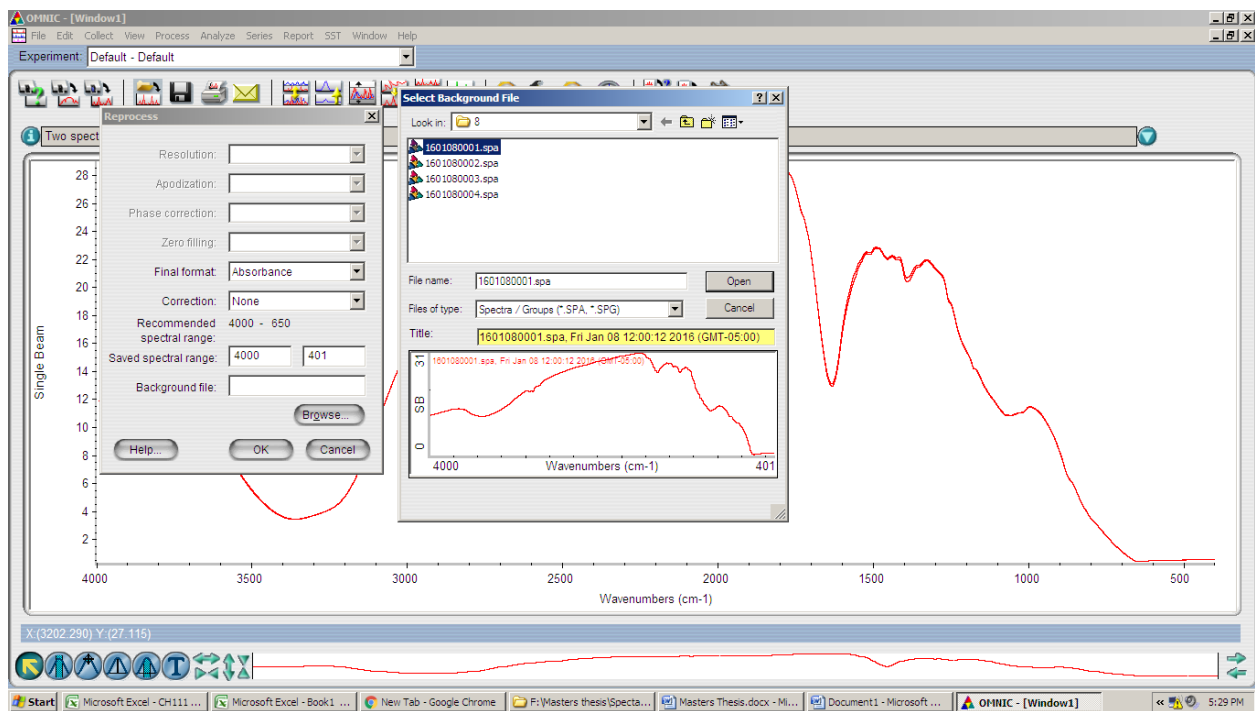 OMNIC - [Window1]
File Edit Collect View Process Analyze Series Report SST Window Help
Experiment: Default - Default
Two spect
Reprocess
Resolution:
Apodization:
Phase correction:
Zero filling:
Final format: Absorbance
Correction: None
Recommended spectral range: 4000 - 650
Saved spectral range: 4000 401
Background file:
Browse...
Help... OK Cancel
Select Background File
Look in: 8
1601080001.spa
1601080002.spa
1601080003.spa
1601080004.spa
File name: 1601080001.spa Open
Files of type: Spectra / Groups (*.SPA, *.SPG) Cancel
Title: 1601080001.spa, Fri Jan 08 12:00:12 2016 (GMT-05:00)
1601080001.spa, Fri Jan 08 12:00:12 2016 (GMT-05:00)
31
SB
0
4000 Wavenumbers (cm-1) 401
28
26
24
22
20
18
16
14
12
10
8
6
4
2
Single Beam
4000 3500 3000 2500 2000 1500 1000 500
Wavenumbers (cm-1)
X:(3202.290) Y:(27.115)
T
Start Microsoft Excel - CH111 ... Microsoft Excel - Book1 ... New Tab - Google Chrome F:\Masters thesis\Specta... Masters Thesis.docx - Mi... Document1 - Microsoft ... OMNIC - [Window1] 5:29 PM